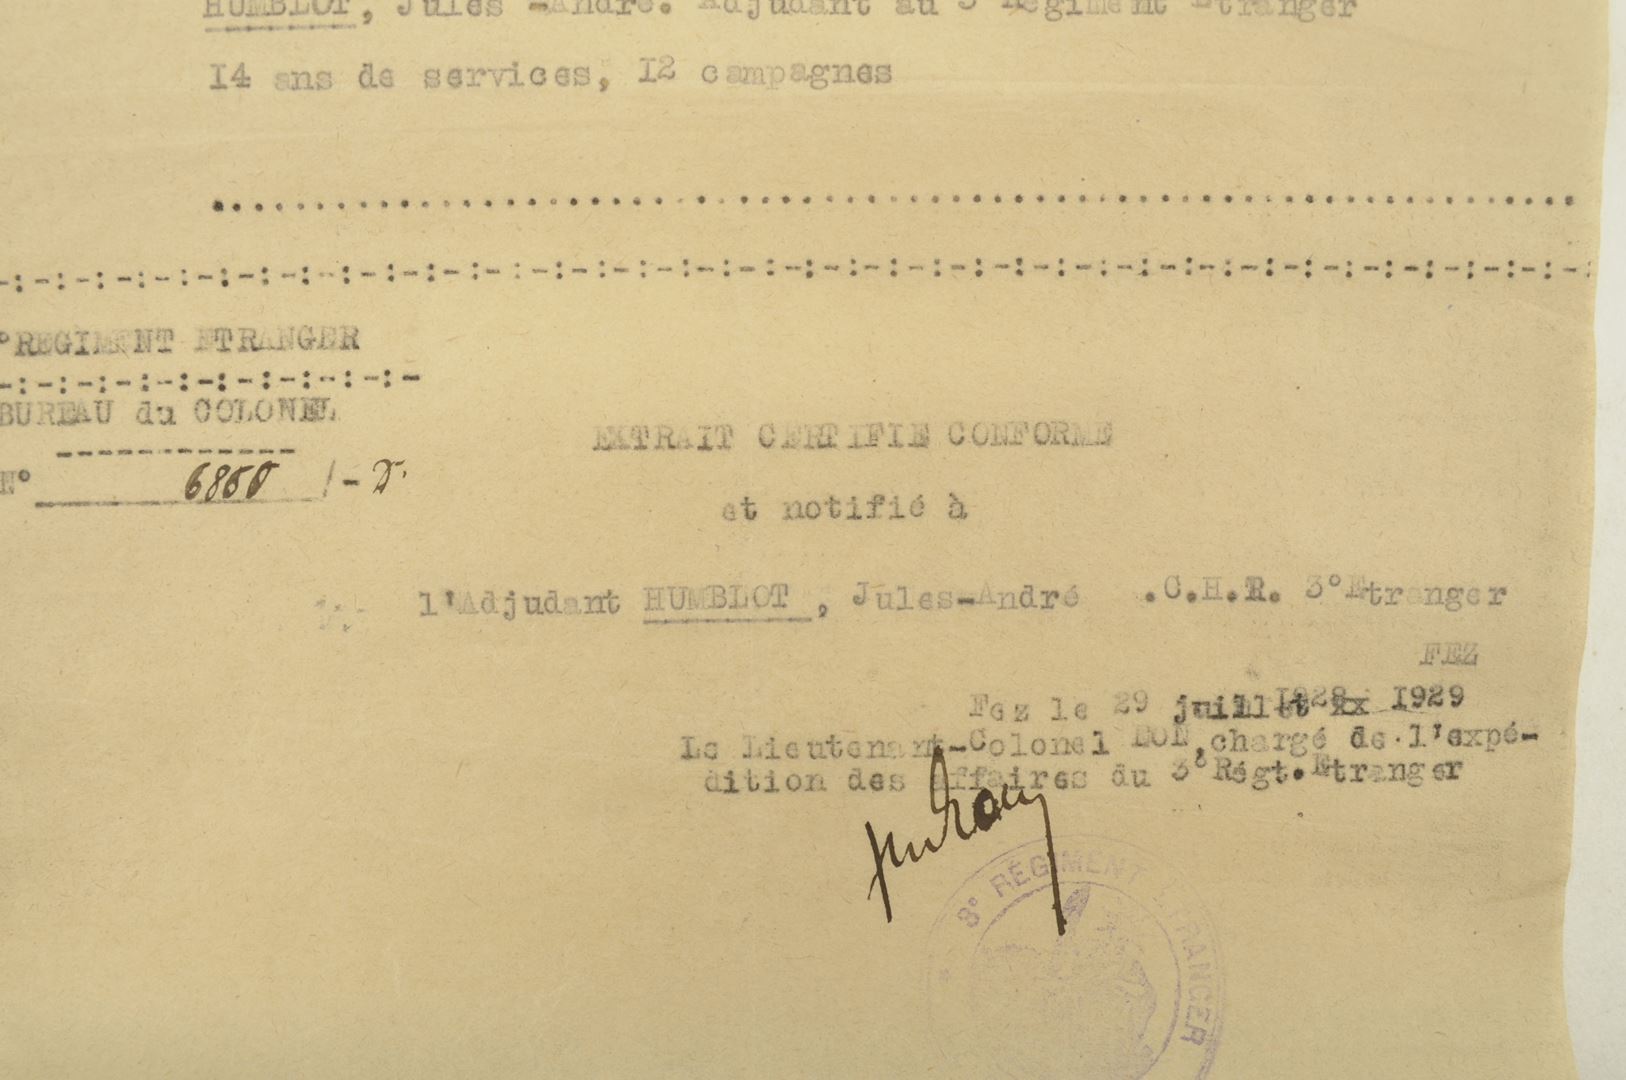 HUMBLOT, Jules -André. Adjudant au 3°Régiment Etranger
14 ans de services, 12 campagnes
°REGIMENT ETRANGER
BUREAU du COLONEL
N° 6850 /-
EXTRAIT CERTIFIE CONFORME
et notifié à
l'Adjudant HUMBLOT , Jules-André .C.H.R. 3°Etranger
FEZ
Fez le 29 juillet 1929
Le Lieutenant-Colonel ,chargé de l'expé-
dition des affaires du 3°Régt.Etranger
3° RÉGIMENT ETRANGER